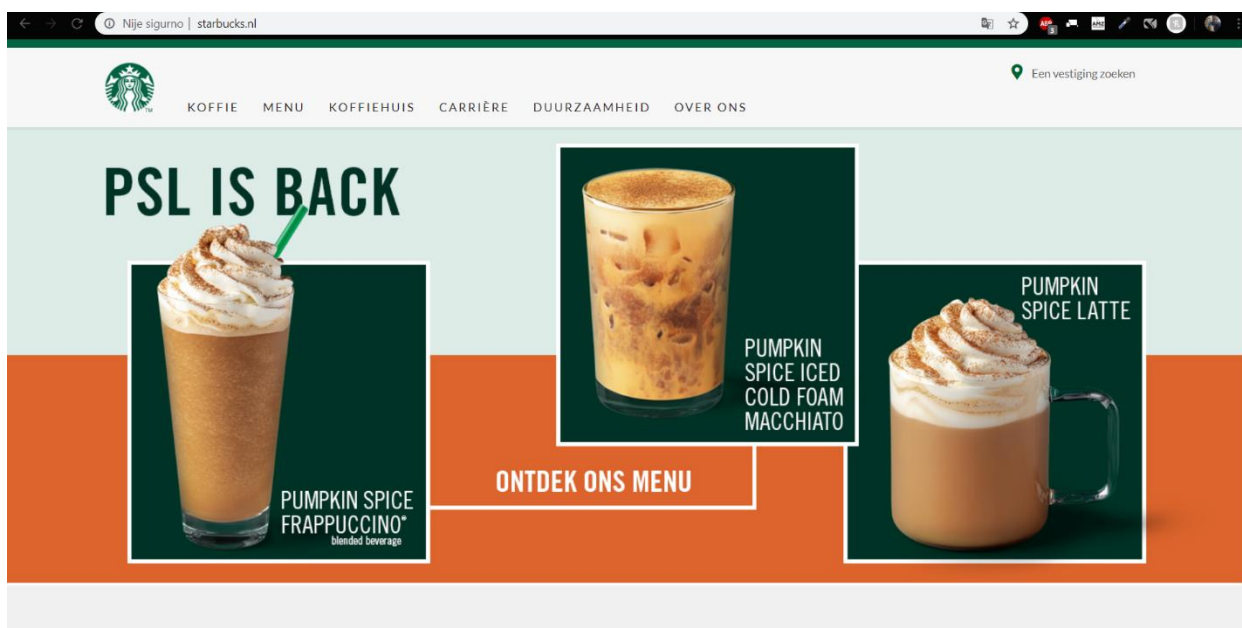 Nije sigurno | starbucks.nl
3
Een vestiging zoeken
KOFFIE MENU KOFFIEHUIS CARRIÈRE DUURZAAMHEID OVER ONS
PSL IS BACK
PUMPKIN SPICE
FRAPPUCCINO*
blended beverage
PUMPKIN
SPICE ICED
COLD FOAM
MACCHIATO
ONTDEK ONS MENU
PUMPKIN
SPICE LATTE